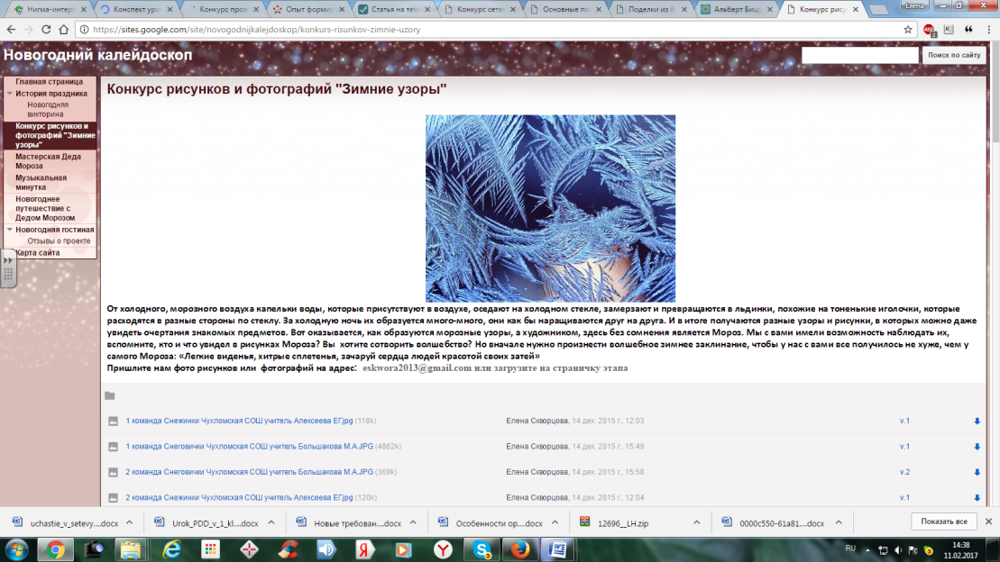 Нигма-интерн
Конспект урок
Конкурс пров
Опыт формир
Статья на тем
Конкурс сетев
Основные пол
Поделки из б
Альберт Бицу
Конкурс рису
Елена
https://sites.google.com/site/novogodnijkalejdoskop/konkurs-risunkov-zimnie-uzory
Новогодний калейдоскоп
Поиск по сайту
Главная страница
История праздника
Новогодняя
викторина
Конкурс рисунков и
фотографий "Зимние
узоры"
Мастерская Деда
Мороза
Музыкальная
минутка
Новогоднее
путешествие с
Дедом Морозом
Новогодняя гостиная
Отзывы о проекте
Карта сайта
Конкурс рисунков и фотографий "Зимние узоры"
От холодного, морозного воздуха капельки воды, которые присутствуют в воздухе, оседают на холодном стекле, замерзают и превращаются в льдинки, похожие на тоненькие иголочки, которые
расходятся в разные стороны по стеклу. За холодную ночь их образуется много-много, они как бы наращиваются друг на друга. И в итоге получаются разные узоры и рисунки, в которых можно даже
увидеть очертания знакомых предметов. Вот оказывается, как образуются морозные узоры, а художником, здесь без сомнения является Мороз. Мы с вами имели возможность наблюдать их,
вспомните, кто и что увидел в рисунках Мороза? Вы хотите сотворить волшебство? Но вначале нужно произнести волшебное зимнее заклинание, чтобы у нас с вами все получилось не хуже, чем у
самого Мороза: «Легкие виденья, хитрые сплетенья, зачаруй сердца людей красотой своих затей»
Пришлите нам фото рисунков или фотографий на адрес: eskwora2013@gmail.com или загрузите на страничку этапа
1 команда Снежинки Чухломская СОШ учитель Алексеева ЕГ.jpg (118k) Елена Скворцова, 14 дек. 2015 г., 12:03 v.1
1 команда Снеговички Чухломская СОШ учитель Большакова М.А.JPG (4862k) Елена Скворцова, 14 дек. 2015 г., 15:49 v.1
2 команда Снеговички Чухломская СОШ учитель Большакова М.А.JPG (369k) Елена Скворцова, 14 дек. 2015 г., 15:58 v.2
2 команда Снежинки Чухломская СОШ учитель Алексеева ЕГ.jpg (120k) Елена Скворцова, 14 дек. 2015 г., 12:04 v.1
uchastie_v_setevy....docx
Urok_PDD_v_1_kl....docx
Новые требован....docx
Особенности ор....docx
12696__LH.zip
0000c550-61a81....docx
Показать все
RU
14:38
11.02.2017